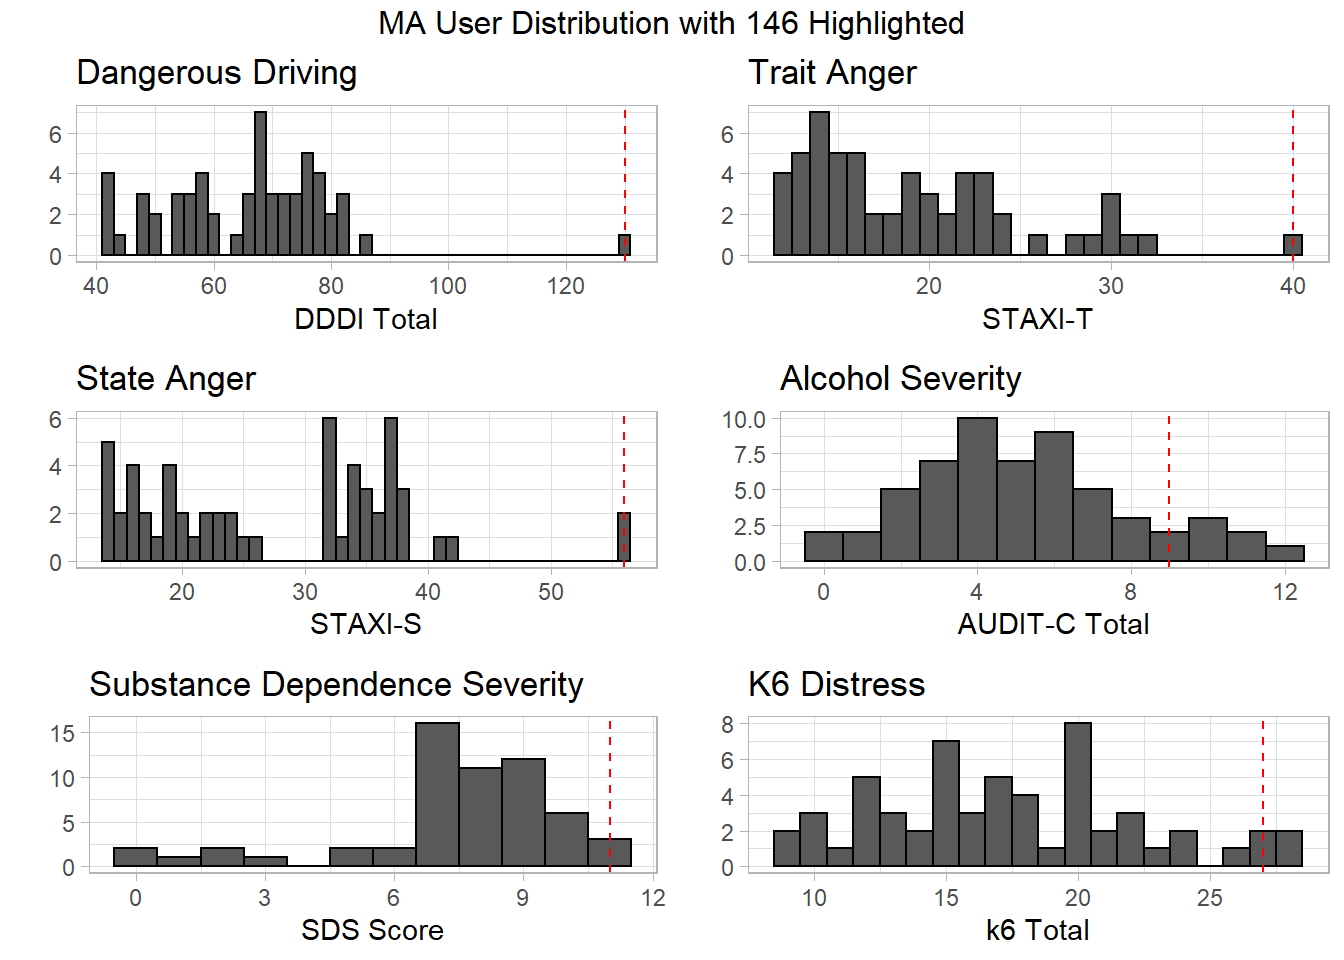 MA User Distribution with 146 Highlighted
Dangerous Driving
6
4
2
0
40 60 80 100 120
DDDI Total
Trait Anger
6
4
2
0
20 30 40
STAXI-T
State Anger
6
4
2
0
20 30 40 50
STAXI-S
Alcohol Severity
10.0
7.5
5.0
2.5
0.0
0 4 8 12
AUDIT-C Total
Substance Dependence Severity
15
10
5
0
0 3 6 9 12
SDS Score
K6 Distress
8
6
4
2
0
10 15 20 25
k6 Total